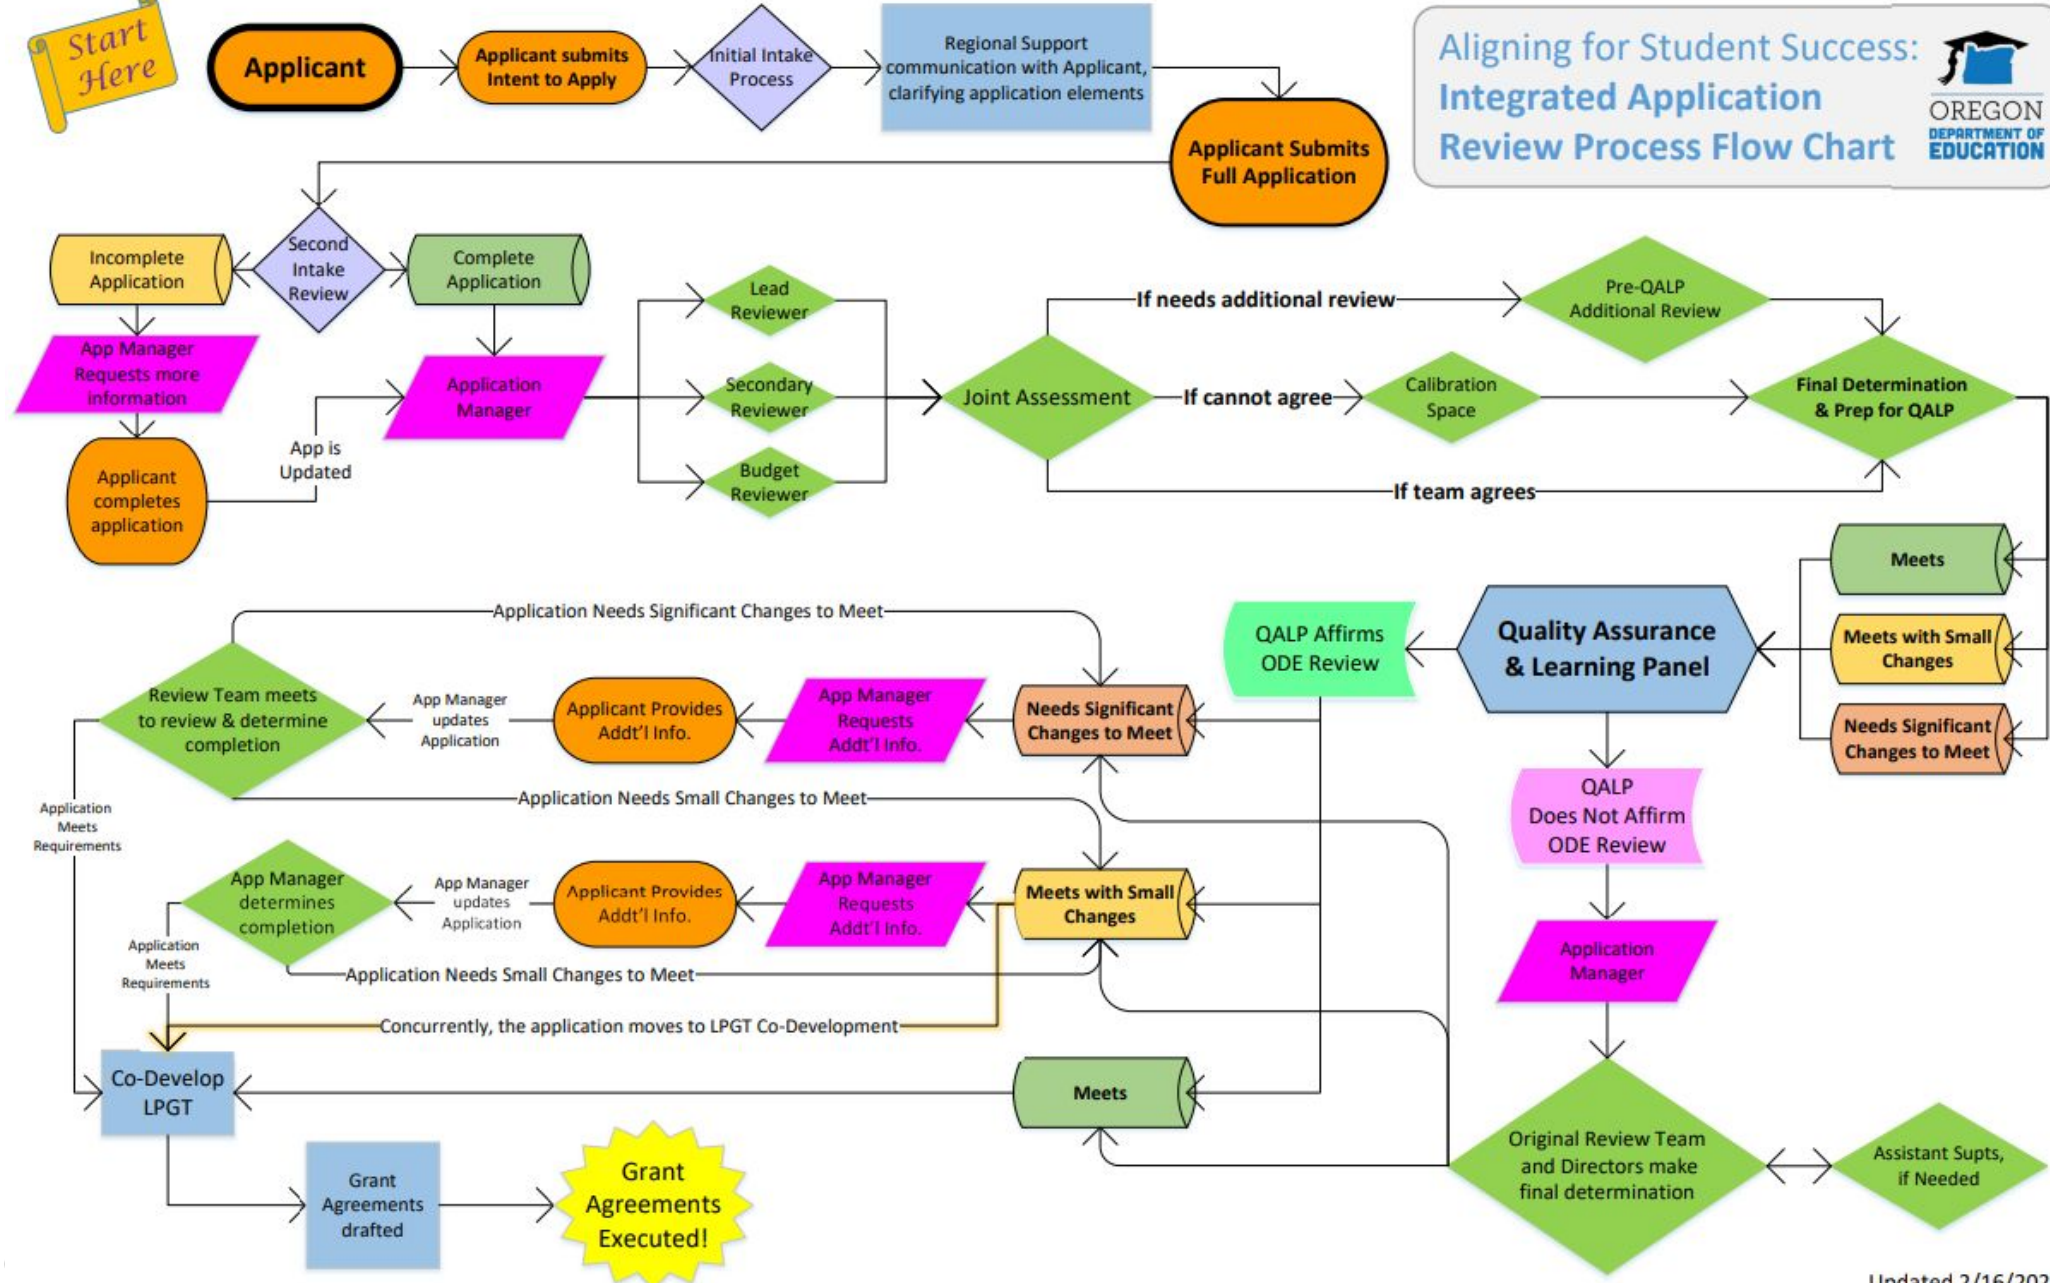 Start
Here
Applicant
Applicant submits
Intent to Apply
Initial Intake
Process
Regional Support
communication with Applicant,
clarifying application elements
Aligning for Student Success:
Integrated Application
Review Process Flow Chart
OREGON
DEPARTMENT OF
EDUCATION
Applicant Submits
Full Application
Incomplete
Application
Second
Intake
Review
Complete
Application
Lead
Reviewer
If needs additional review
Pre-QALP
Additional Review
App Manager
Requests more
information
Application
Manager
Secondary
Reviewer
Joint Assessment
If cannot agree
Calibration
Space
Final Determination
& Prep for QALP
App is
Updated
Applicant
completes
application
Budget
Reviewer
If team agrees
Meets
Meets with Small
Changes
Needs Significant
Changes to Meet
Quality Assurance
& Learning Panel
QALP Affirms
ODE Review
Application Needs Significant Changes to Meet
Review Team meets
to review & determine
completion
App Manager
updates
Application
Applicant Provides
Addt'l Info.
App Manager
Requests
Addt'l Info.
Needs Significant
Changes to Meet
QALP
Does Not Affirm
ODE Review
Application Needs Small Changes to Meet
Application
Meets
Requirements
App Manager
determines
completion
App Manager
updates
Application
Applicant Provides
Addt'l Info.
App Manager
Requests
Addt'l Info.
Meets with Small
Changes
Application
Manager
Application
Meets
Requirements
Application Needs Small Changes to Meet
Concurrently, the application moves to LPGT Co-Development
Co-Develop
LPGT
Meets
Original Review Team
and Directors make
final determination
Assistant Supts,
if Needed
Grant
Agreements
drafted
Grant
Agreements
Executed!
Updated 2/16/202